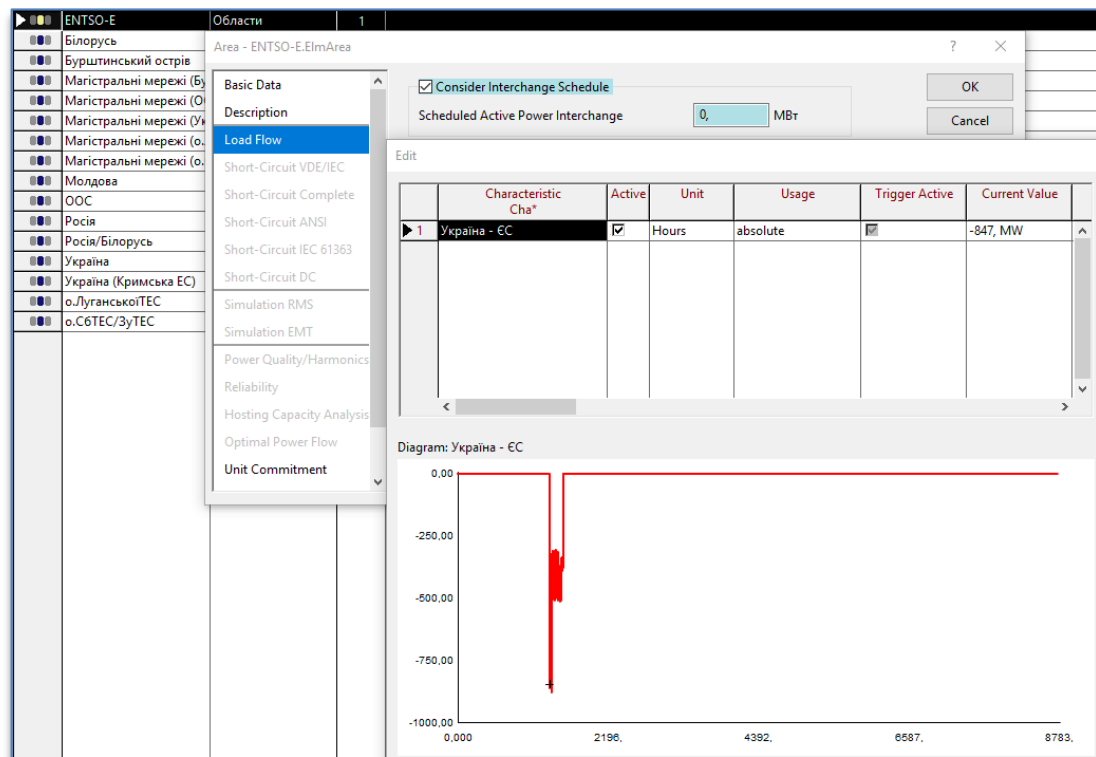 ENTSO-E Області 1
Білорусь
Бурштинський острів
Магістральні мережі (Бу
Магістральні мережі (О
Магістральні мережі (Ук
Магістральні мережі (о.
Магістральні мережі (о.
Молдова
ООС
Росія
Росія/Білорусь
Україна
Україна (Кримська ЕС)
о.ЛуганськоїТЕС
о.СбТЕС/ЗуТЕС
Area - ENTSO-E.ElmArea ?
Basic Data
Description
Load Flow
Short-Circuit VDE/IEC
Short-Circuit Complete
Short-Circuit ANSI
Short-Circuit IEC 61363
Short-Circuit DC
Simulation RMS
Simulation EMT
Power Quality/Harmonics
Reliability
Hosting Capacity Analysis
Optimal Power Flow
Unit Commitment
Consider Interchange Schedule
Scheduled Active Power Interchange 0, МВт
OK
Cancel
Edit
Characteristic Active Unit Usage Trigger Active Current Value
Cha*
1 Україна - ЄС Hours absolute -847, MW
Diagram: Україна - ЄС
0,00
-250,00
-500,00
-750,00
-1000,00
0,000 2196, 4392, 6587, 8783,